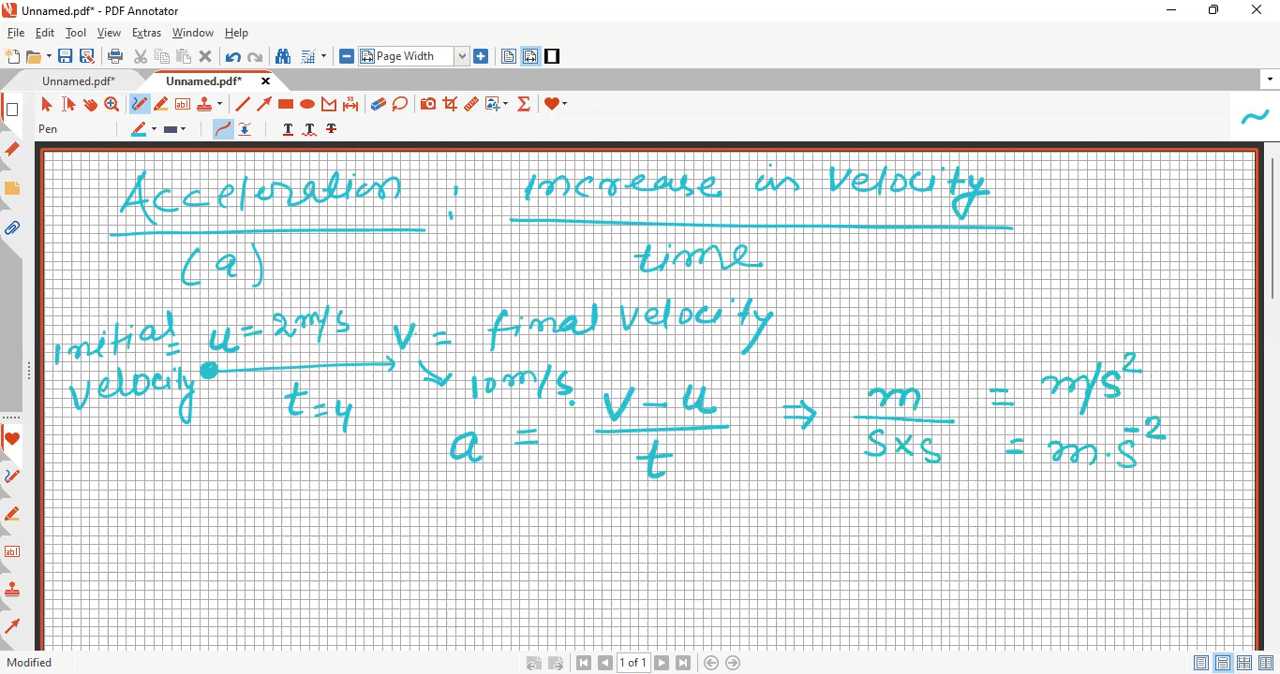 Unnamed.pdf* - PDF Annotator
File Edit Tool View Extras Window Help
Page Width
Unnamed.pdf* Unnamed.pdf*
Pen
Acceleration : increase in velocity
(a) time
initial velocity = u = 2m/s v = final velocity
t = 4 10m/s.
a = v - u / t ⇒ m / s x s = m/s²
= m.s⁻²
Modified
1 of 1